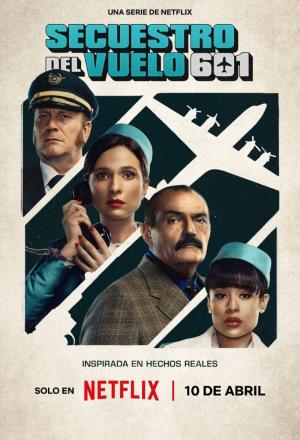 UNA SERIE DE NETFLIX
SECUESTRO
DEL VUELO 601
INSPIRADA EN HECHOS REALES
SOLO EN NETFLIX | 10 DE ABRIL